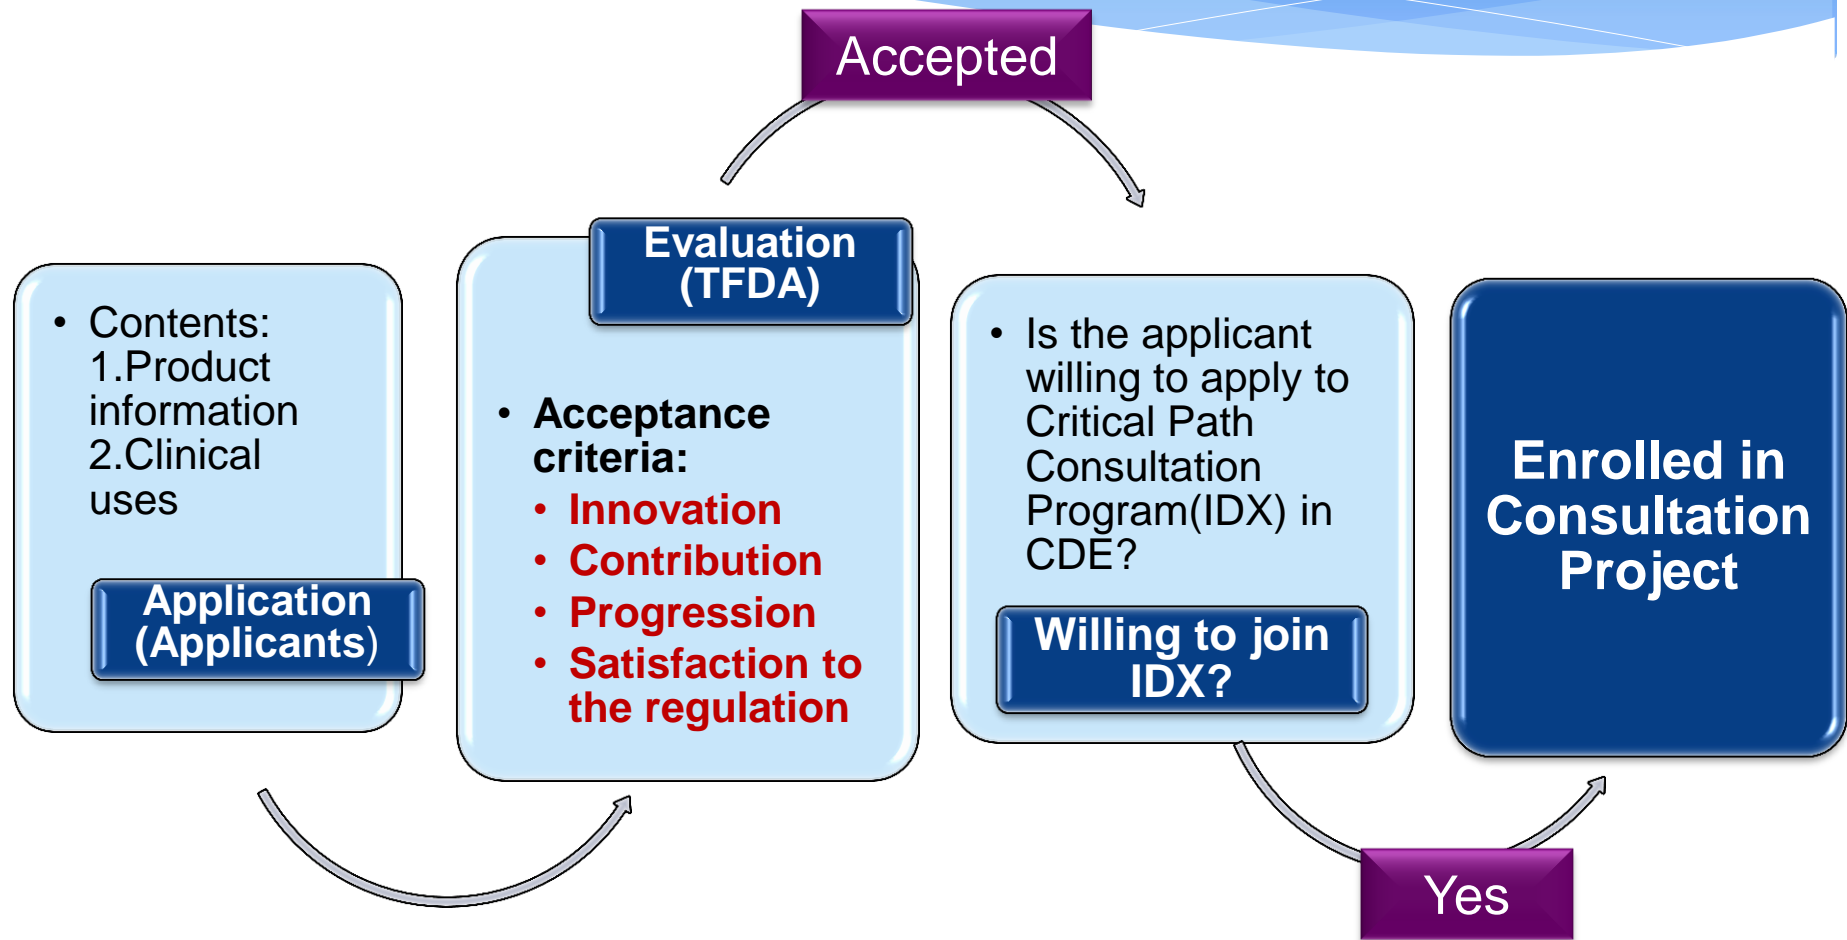 Accepted
• Contents:
1.Product
information
2.Clinical
uses
Application
(Applicants)
Evaluation
(TFDA)
• Acceptance
criteria:
• Innovation
• Contribution
• Progression
• Satisfaction to
the regulation
• Is the applicant
willing to apply to
Critical Path
Consultation
Program(IDX) in
CDE?
Willing to join
IDX?
Yes
Enrolled in
Consultation
Project